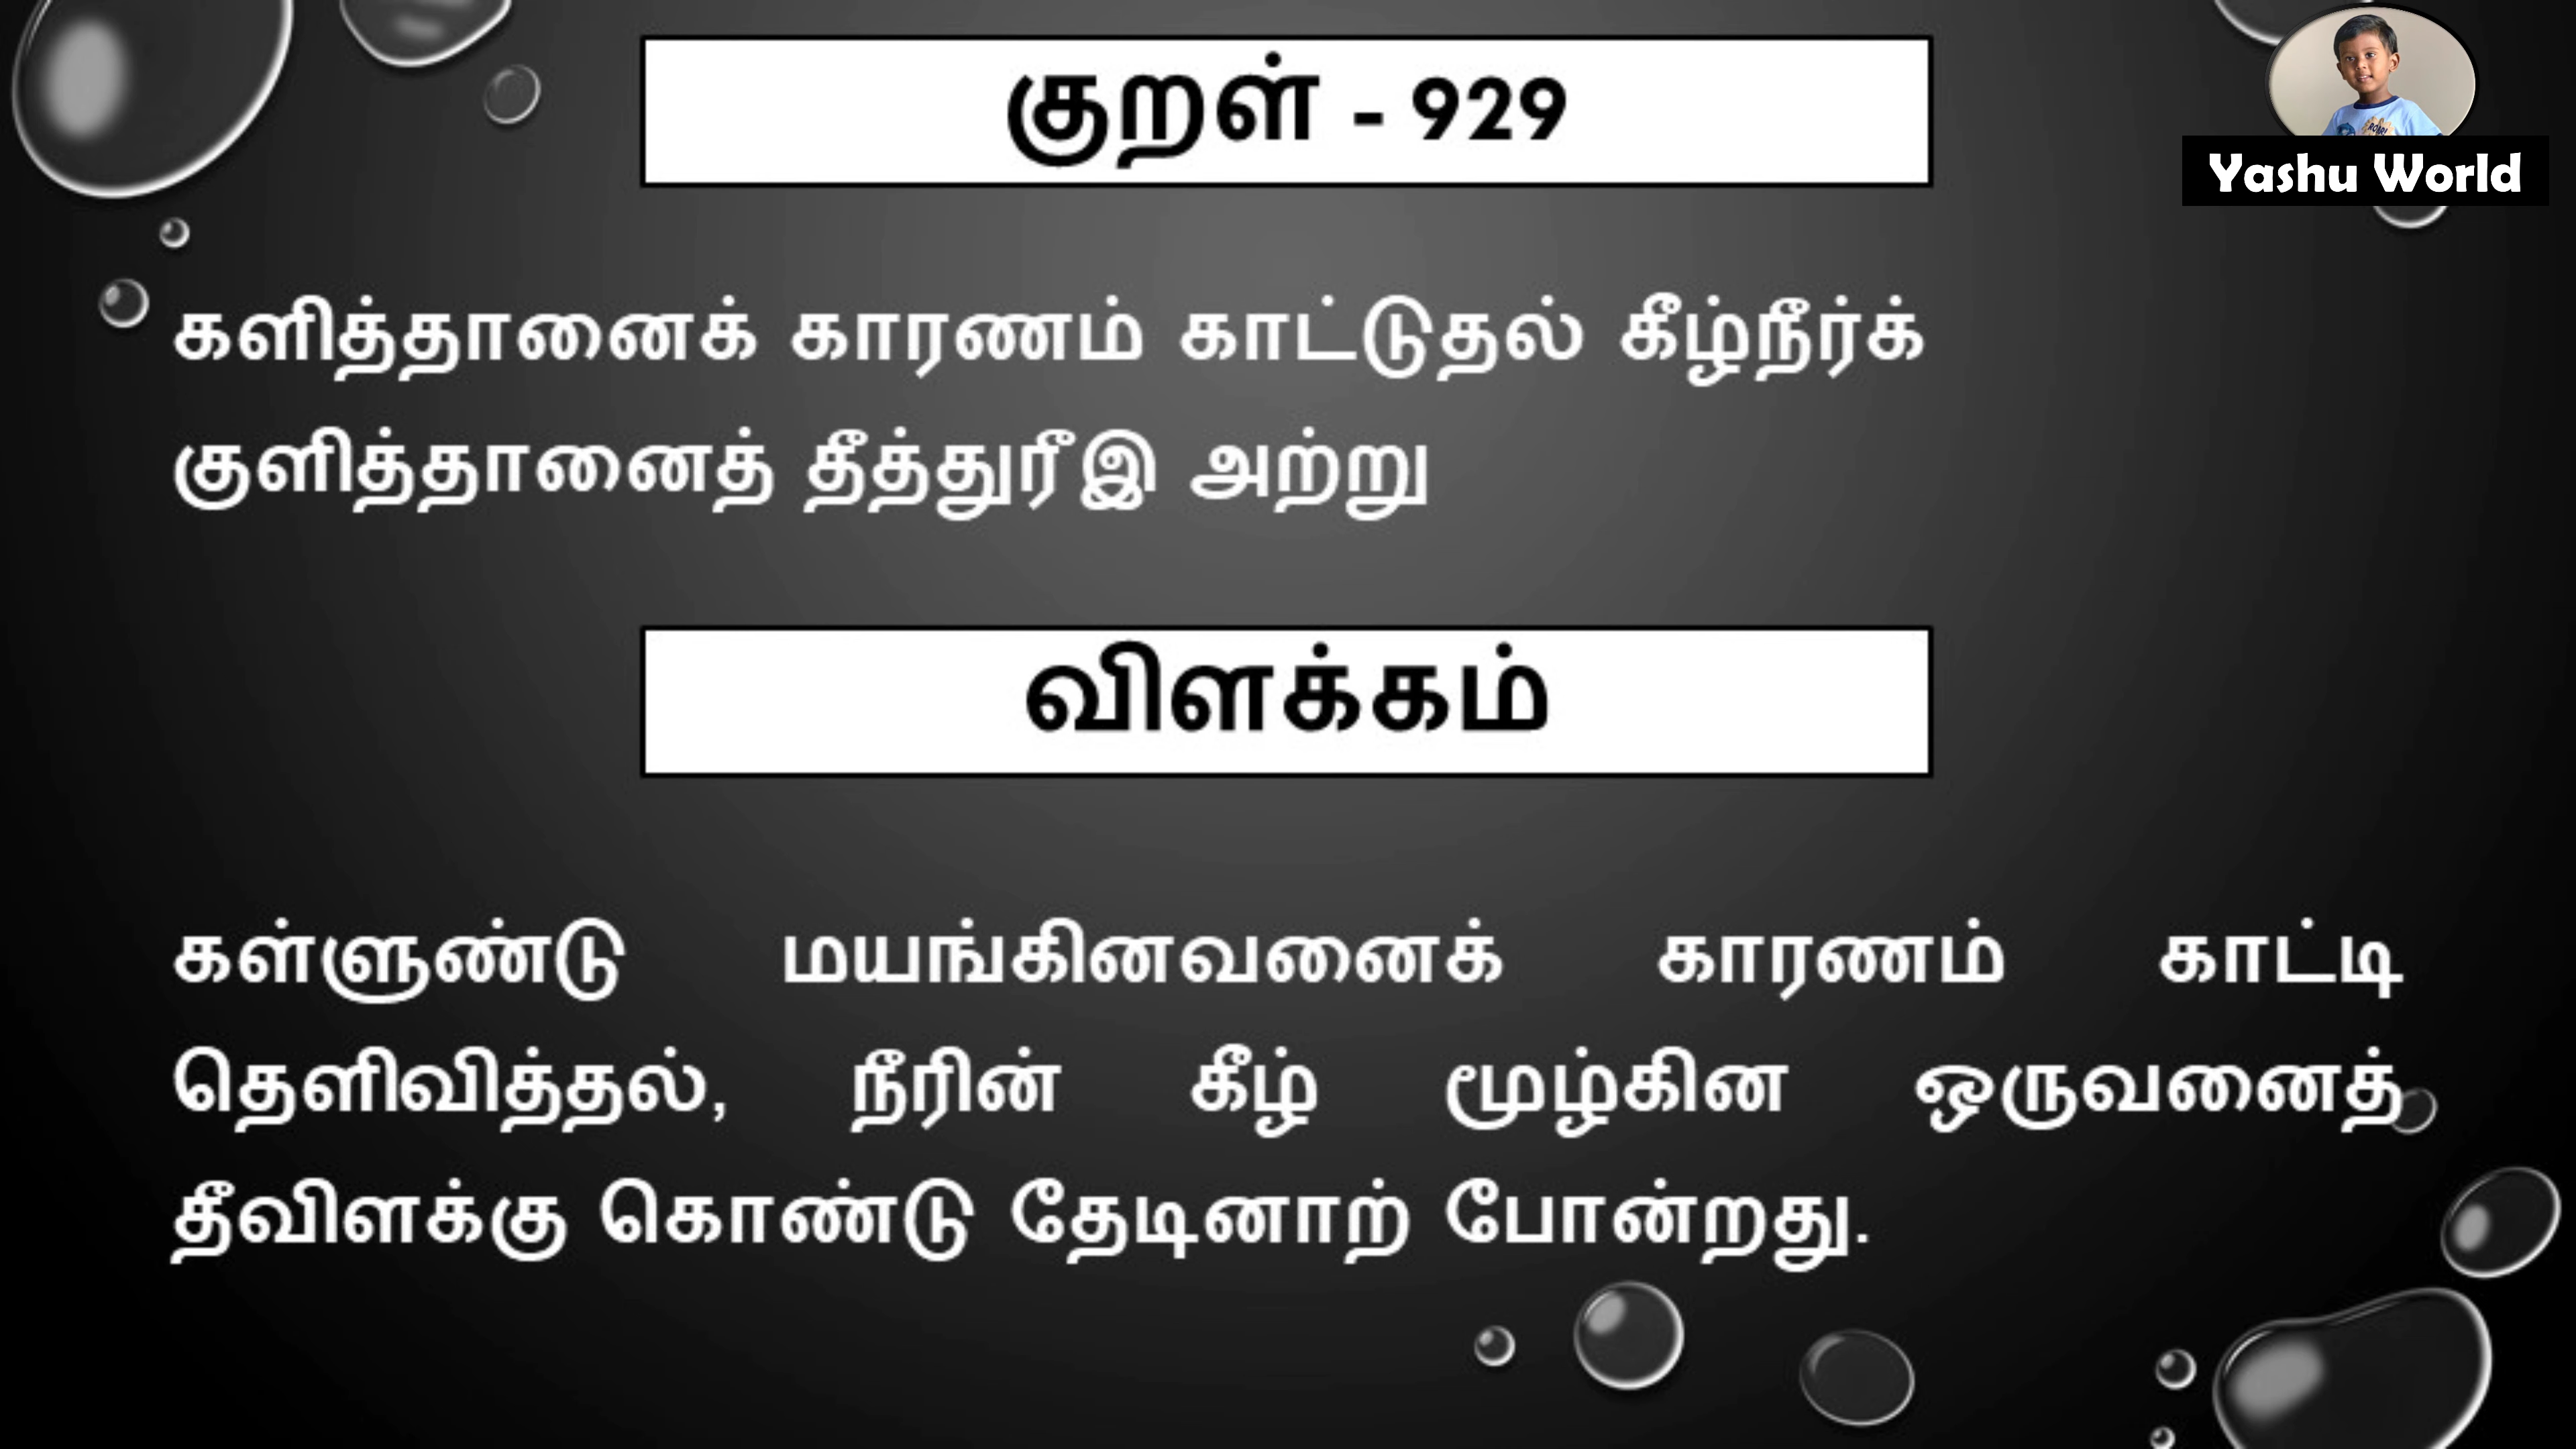 குறள் - 929
Yashu World
களித்தானைக் காரணம் காட்டுதல் கீழ்நீர்க்
குளித்தானைத் தீத்துரீஇ அற்று
விளக்கம்
கள்ளுண்டு மயங்கினவனைக் காரணம் காட்டி
தெளிவித்தல், நீரின் கீழ் மூழ்கின ஒருவனைத்
தீவிளக்கு கொண்டு தேடினாற் போன்றது.